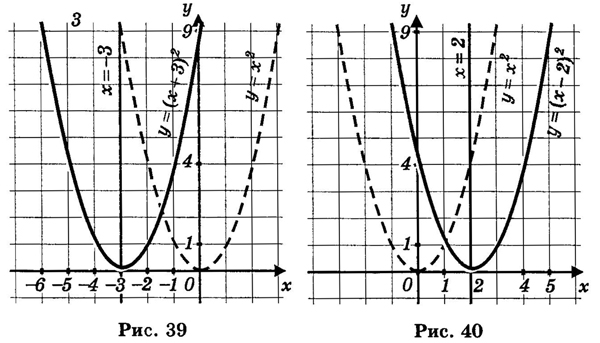 3
y
9
x = −3
y = (x + 3)²
y = x²
4
1
−6 −5 −4 −3 −2 −1 0 x
Рис. 39
y
9
x = 2
y = x²
y = (x − 2)²
4
1
0 1 2 4 5 x
Рис. 40